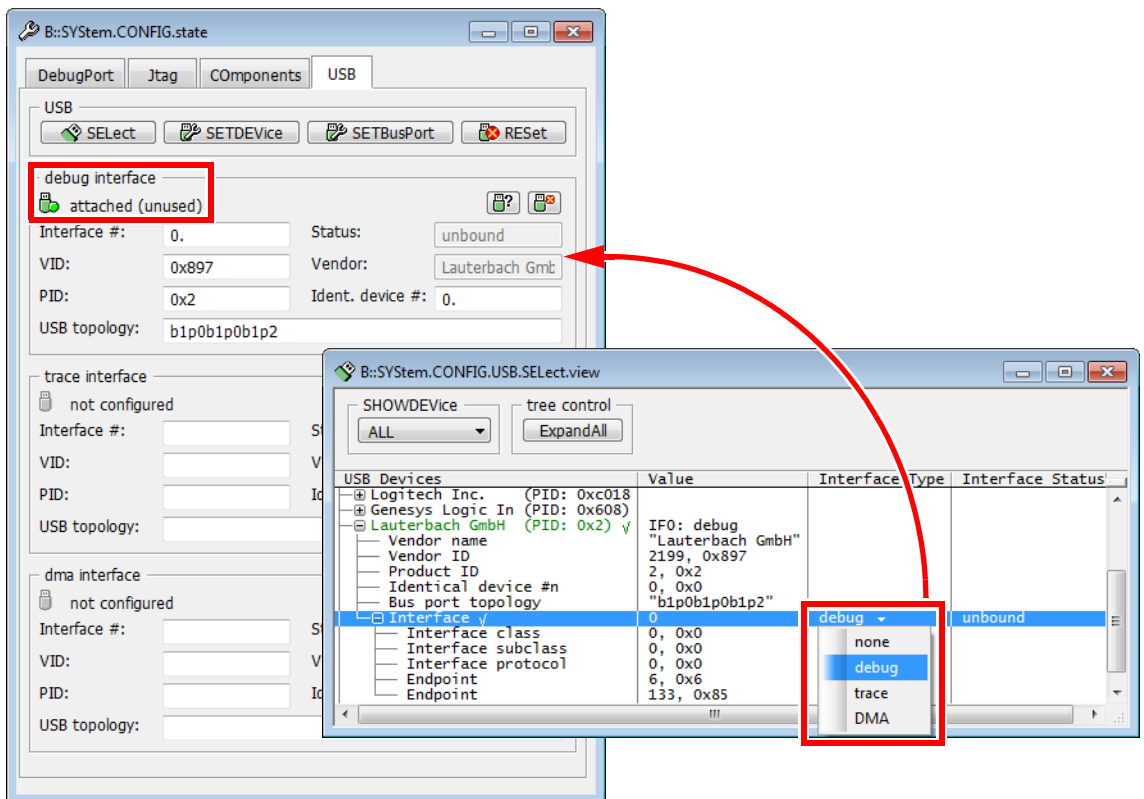 B::SYStem.CONFIG.state
DebugPort Jtag COmponents USB
USB
SELect SETDEVice SETBusPort RESet
debug interface
attached (unused)
Interface #: 0. Status: unbound
VID: 0x897 Vendor: Lauterbach Gmb
PID: 0x2 Ident. device #: 0.
USB topology: b1p0b1p0b1p2
trace interface
not configured
Interface #:
VID:
PID:
USB topology:
dma interface
not configured
Interface #:
VID:
PID:
USB topology:
B::SYStem.CONFIG.USB.SELect.view
SHOWDEVice tree control
ALL ExpandAll
USB Devices Value Interface Type Interface Status
Logitech Inc. (PID: 0xc018
Genesys Logic In (PID: 0x608)
Lauterbach GmbH (PID: 0x2) √ IF0: debug
Vendor name "Lauterbach GmbH"
Vendor ID 2199, 0x897
Product ID 2, 0x2
Identical device #n 0, 0x0
Bus port topology "b1p0b1p0b1p2"
Interface √ 0 debug unbound
Interface class 0, 0x0
Interface subclass 0, 0x0
Interface protocol 0, 0x0
Endpoint 6, 0x6
Endpoint 133, 0x85
none
debug
trace
DMA